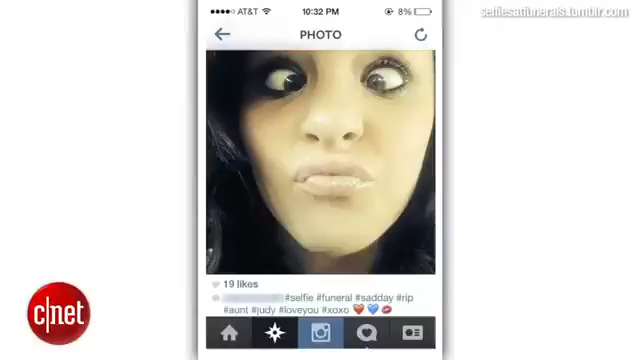 selfiesatfunerals.tumblr.com
AT&T 10:32 PM 8%
PHOTO
19 likes
#selfie #funeral #sadday #rip
#aunt #judy #loveyou #xoxo
c|net